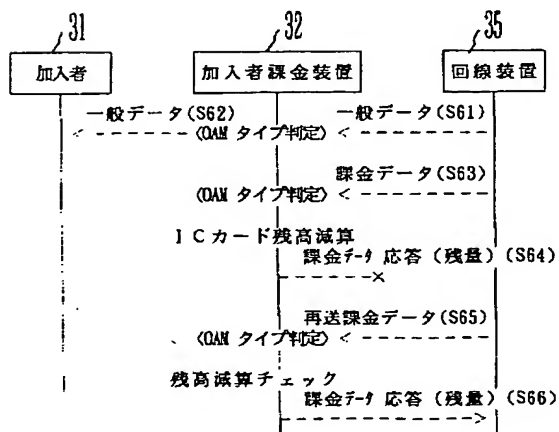 31 32 35
加入者 加入者課金装置 回線装置
一般データ(S62) 一般データ(S61)
〈OAM タイプ判定〉
課金データ(S63)
〈OAM タイプ判定〉
ICカード残高減算
課金データ 応答 (残量) (S64)
再送課金データ(S65)
〈OAM タイプ判定〉
残高減算チェック
課金データ 応答 (残量) (S66)